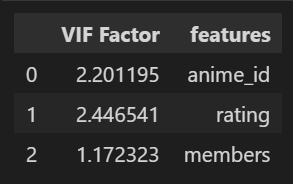 VIF Factor features
0 2.201195 anime_id
1 2.446541 rating
2 1.172323 members